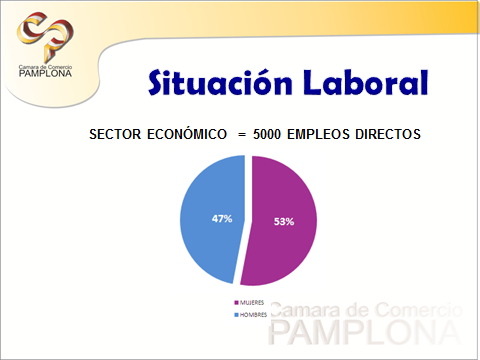 Camara de Comercio
PAMPLONA
Situación Laboral
SECTOR ECONÓMICO = 5000 EMPLEOS DIRECTOS
47%
53%
MUJERES
HOMBRES
Camara de Comercio
PAMPLONA